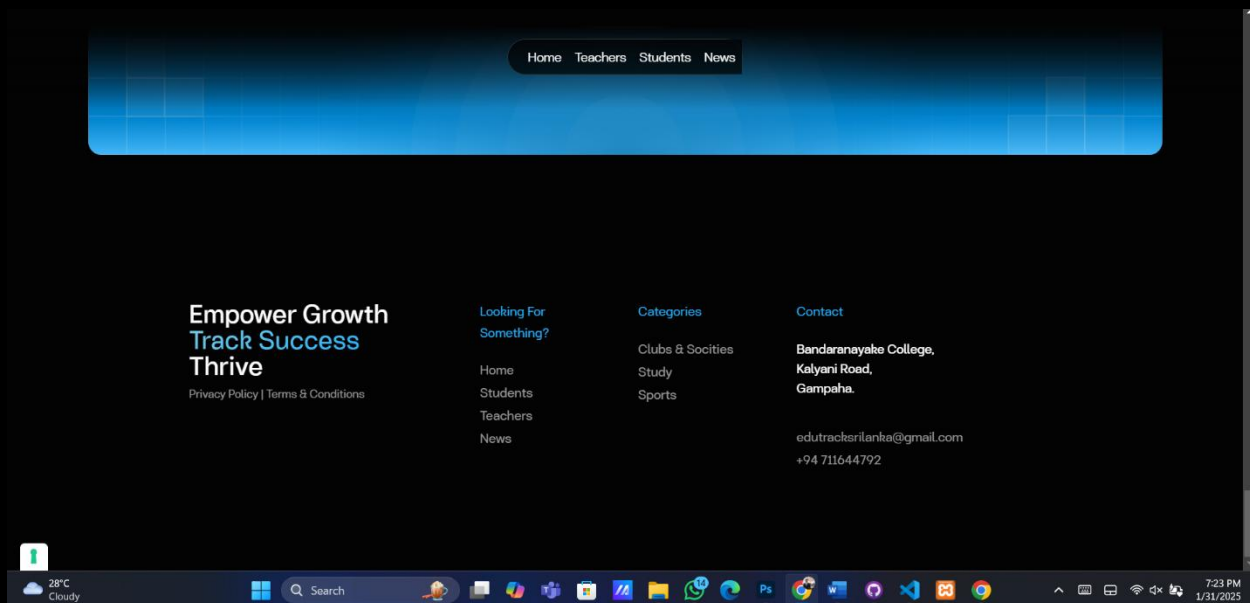 Home Teachers Students News
Empower Growth
Track Success
Thrive
Privacy Policy | Terms & Conditions
Looking For
Something?
Home
Students
Teachers
News
Categories
Clubs & Socities
Study
Sports
Contact
Bandaranayake College,
Kalyani Road,
Gampaha.
edutracksrilanka@gmail.com
+94 711644792
28°C
Cloudy
Search
14
Ps
7:23 PM
1/31/2025